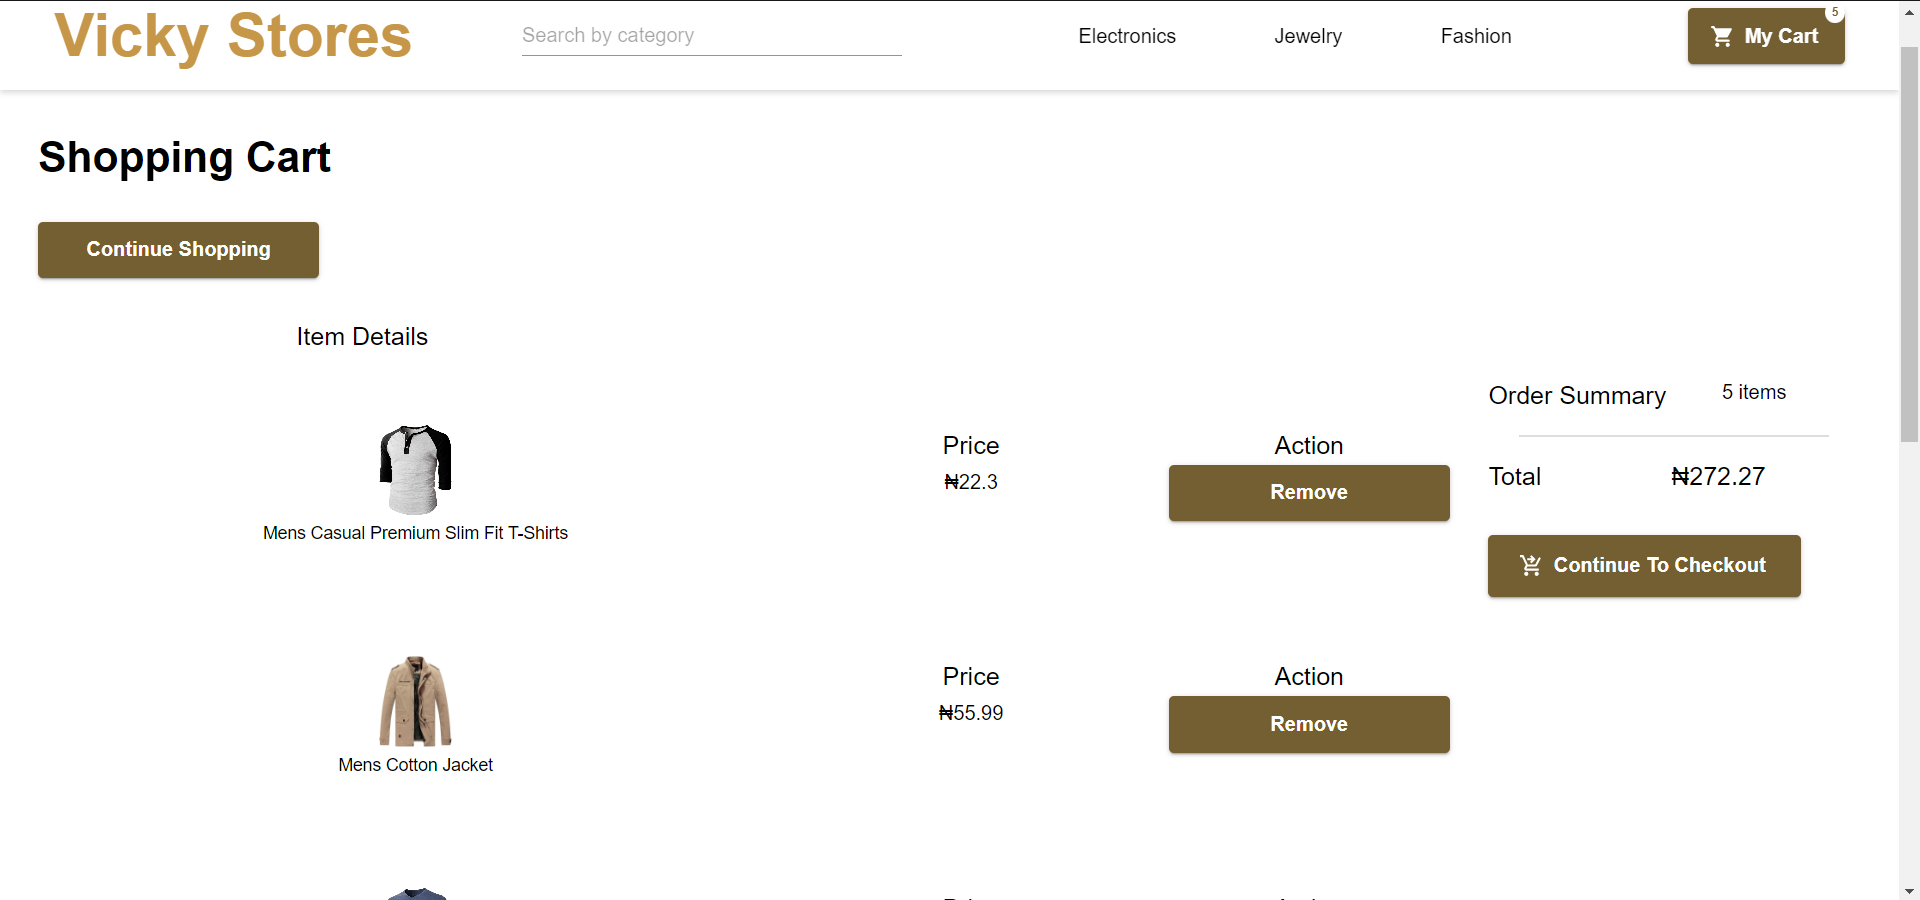 Vicky Stores
Search by category
Electronics
Jewelry
Fashion
My Cart
5
Shopping Cart
Continue Shopping
Item Details
Mens Casual Premium Slim Fit T-Shirts
Price
₦22.3
Action
Remove
Order Summary
5 items
Total
₦272.27
Continue To Checkout
Mens Cotton Jacket
Price
₦55.99
Action
Remove